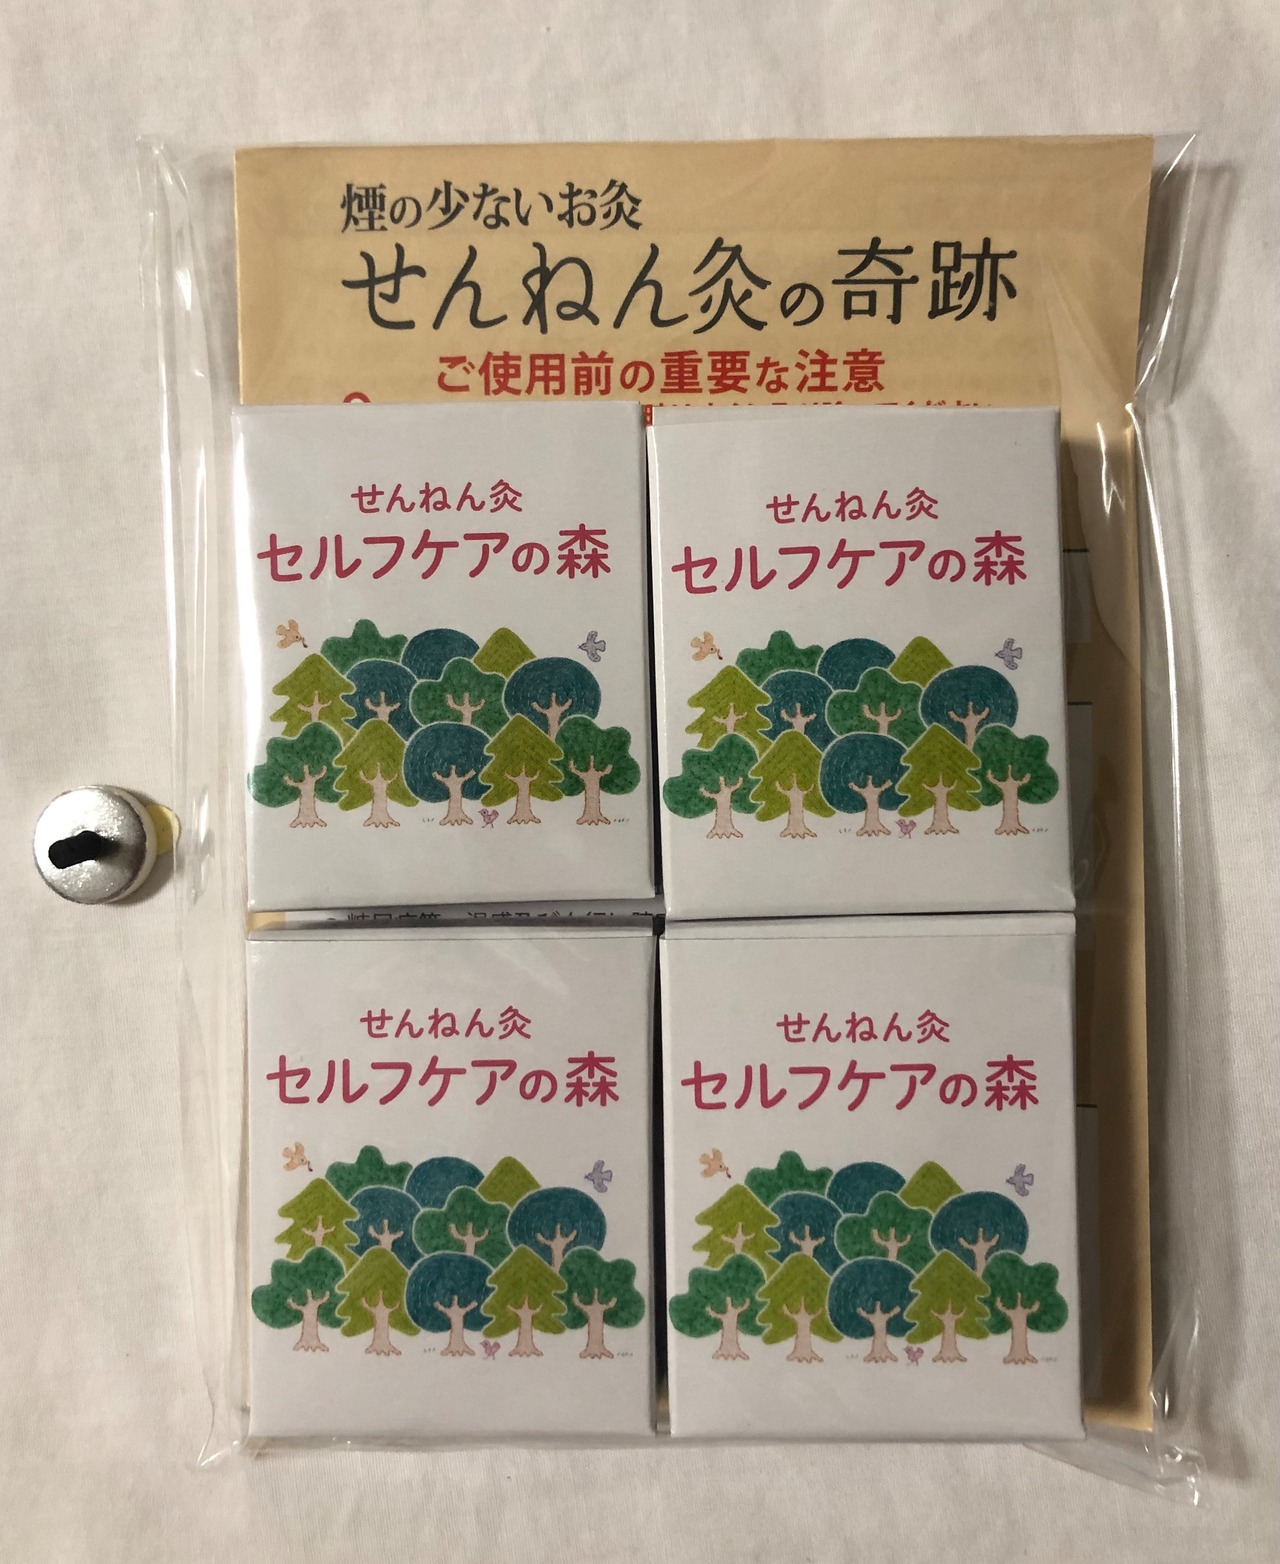 煙の少ないお灸
せんねん灸の奇跡
ご使用前の重要な注意
せんねん灸
セルフケアの森
せんねん灸
セルフケアの森
せんねん灸
セルフケアの森
せんねん灸
セルフケアの森